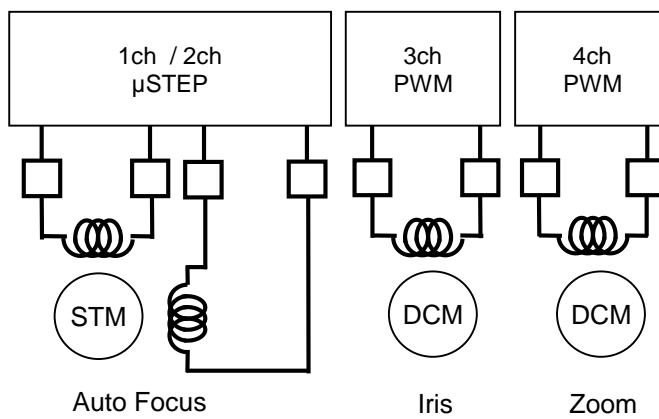 1ch / 2ch
µSTEP
3ch
PWM
4ch
PWM
STM
DCM
DCM
Auto Focus
Iris
Zoom